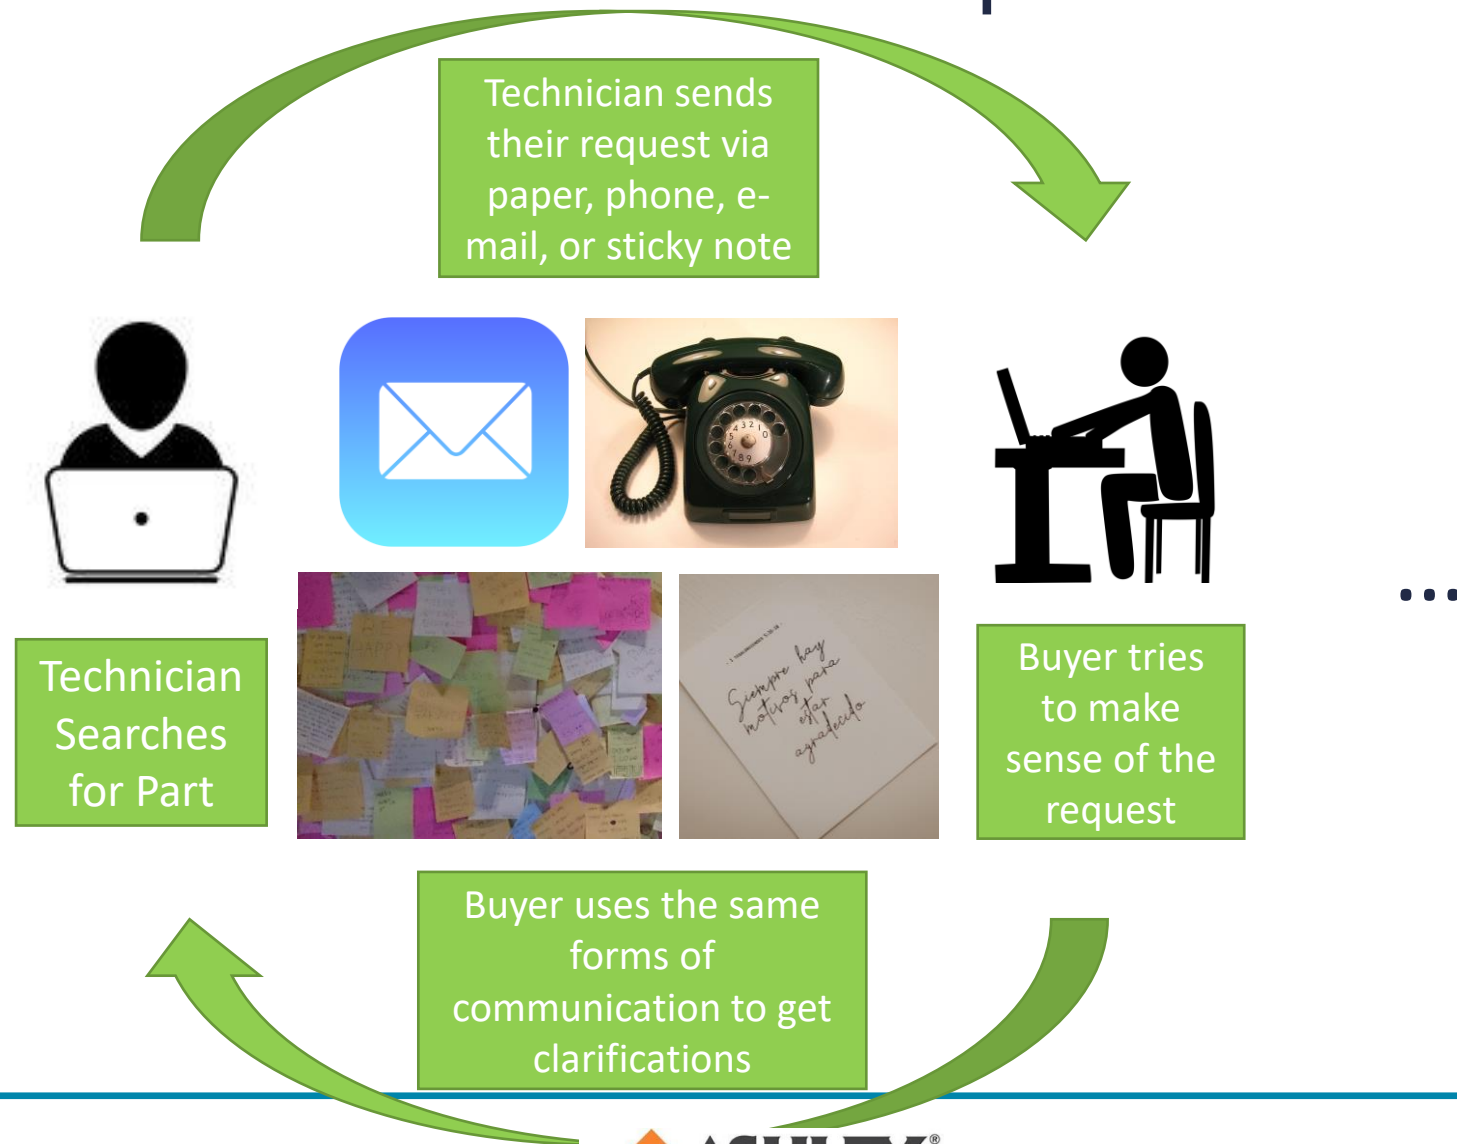 Technician sends
their request via
paper, phone, e-
mail, or sticky note
Technician
Searches
for Part
Siempre hay
motivos para
estar
agradecido
Buyer tries
to make
sense of the
request
...
Buyer uses the same
forms of
communication to get
clarifications